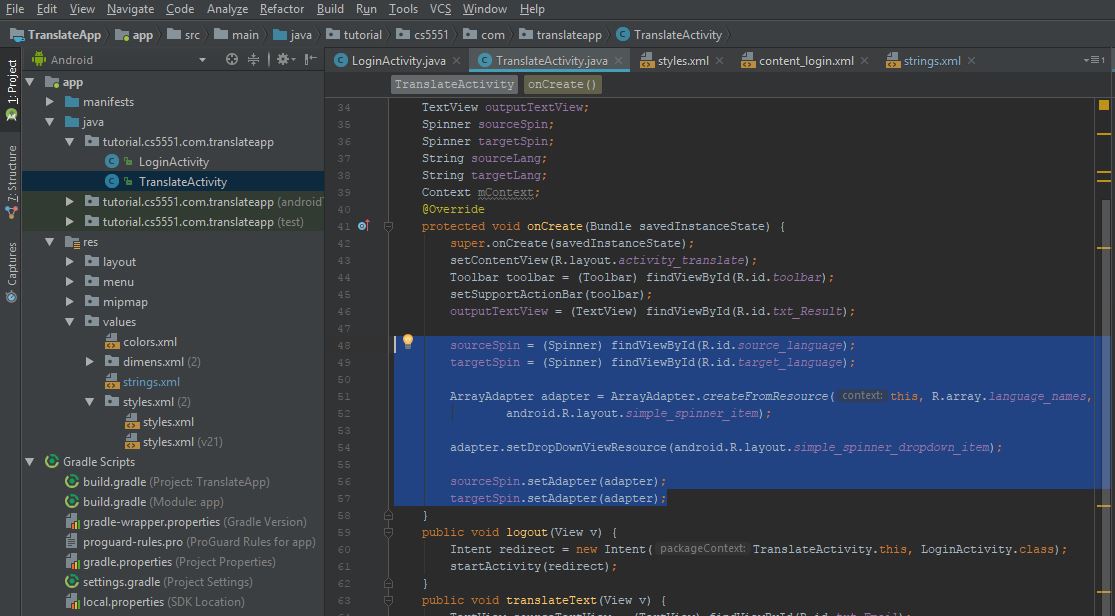 File Edit View Navigate Code Analyze Refactor Build Run Tools VCS Window Help
TranslateApp app src main java tutorial cs5551 com translateapp TranslateActivity
Android
LoginActivity.java TranslateActivity.java styles.xml content_login.xml strings.xml
1: Project
7: Structure
Captures
app
manifests
java
tutorial.cs5551.com.translateapp
LoginActivity
TranslateActivity
tutorial.cs5551.com.translateapp (android
tutorial.cs5551.com.translateapp (test)
res
layout
menu
mipmap
values
colors.xml
dimens.xml (2)
strings.xml
styles.xml (2)
styles.xml
styles.xml (v21)
Gradle Scripts
build.gradle (Project: TranslateApp)
build.gradle (Module: app)
gradle-wrapper.properties (Gradle Version)
proguard-rules.pro (ProGuard Rules for app)
gradle.properties (Project Properties)
settings.gradle (Project Settings)
local.properties (SDK Location)
TranslateActivity onCreate()
34 TextView outputTextView;
35 Spinner sourceSpin;
36 Spinner targetSpin;
37 String sourceLang;
38 String targetLang;
39 Context mContext;
40 @Override
41 protected void onCreate(Bundle savedInstanceState) {
42 super.onCreate(savedInstanceState);
43 setContentView(R.layout.activity_translate);
44 Toolbar toolbar = (Toolbar) findViewById(R.id.toolbar);
45 setSupportActionBar(toolbar);
46 outputTextView = (TextView) findViewById(R.id.txt_Result);
47
48 sourceSpin = (Spinner) findViewById(R.id.source_language);
49 targetSpin = (Spinner) findViewById(R.id.target_language);
50
51 ArrayAdapter adapter = ArrayAdapter.createFromResource( context: this, R.array.language_names,
52 android.R.layout.simple_spinner_item);
53
54 adapter.setDropDownViewResource(android.R.layout.simple_spinner_dropdown_item);
55
56 sourceSpin.setAdapter(adapter);
57 targetSpin.setAdapter(adapter);
58 }
59 public void logout(View v) {
60 Intent redirect = new Intent( packageContext: TranslateActivity.this, LoginActivity.class);
61 startActivity(redirect);
62 }
63 public void translateText(View v) {